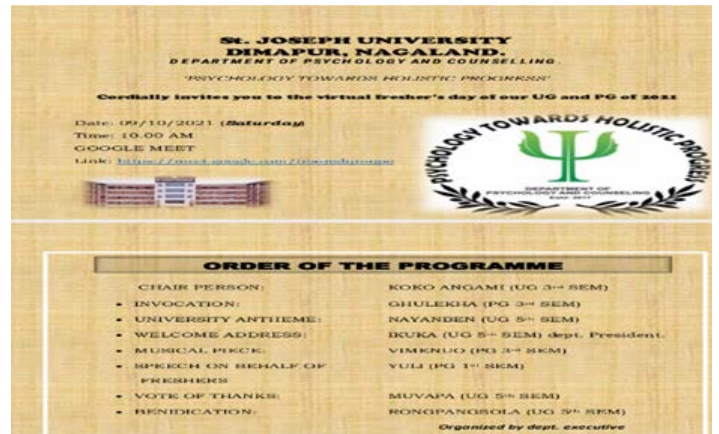 St. JOSEPH UNIVERSITY
DIMAPUR, NAGALAND.
DEPARTMENT OF PSYCHOLOGY AND COUNSELLING.
'PSYCHOLOGY TOWARDS HOLISTIC PROGRESS'
Cordially invites you to the virtual fresher's day of our UG and PG of 2021
Date: 09/10/2021 (Saturday)
Time: 10.00 AM
GOOGLE MEET
Link:
PSYCHOLOGY TOWARDS HOLISTIC PROGRESS
DEPARTMENT OF
PSYCHOLOGY AND COUNSELING
Estd: 2011
ORDER OF THE PROGRAMME
CHAIR PERSON: KOKO ANGAMI (UG 3rd SEM)
• INVOCATION: GHULEKHA (PG 3rd SEM)
• UNIVERSITY ANTHEME: NAYANBEN (UG 5th SEM)
• WELCOME ADDRESS: IKUKA (UG 5th SEM) dept. President.
• MUSICAL PIECE: VIMENUO (PG 3rd SEM)
• SPEECH ON BEHALF OF YULI (PG 1st SEM)
FRESHERS
• VOTE OF THANKS: MUVAPA (UG 5th SEM)
• BENIDICATION: RONGPANGSOLA (UG 5th SEM)
Organized by dept. executive